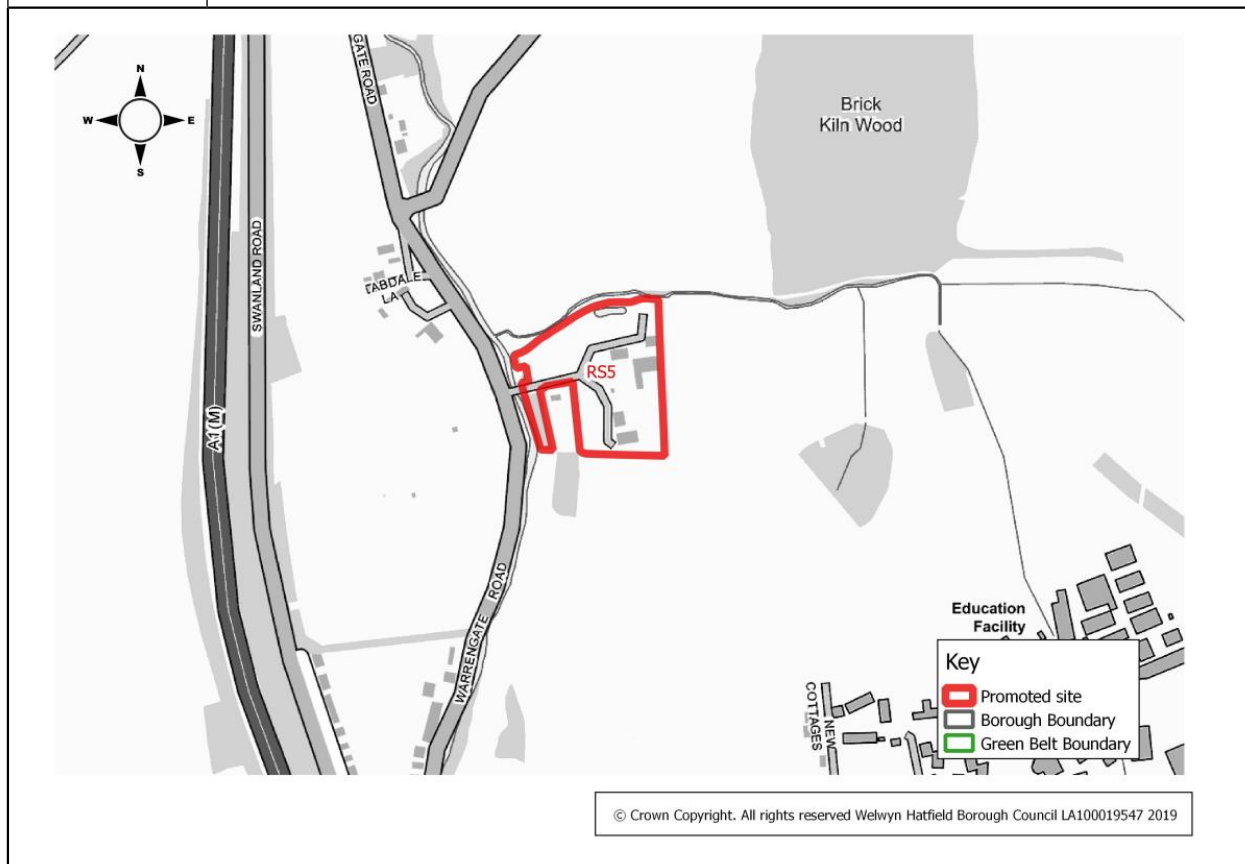 GATE ROAD
N
W
E
S
Brick
Kiln Wood
SWANLAND ROAD
TABDALE
LA
RS5
A1(M)
WARRENGATE ROAD
Education
Facility
NEW
COTTAGES
Key
Promoted site
Borough Boundary
Green Belt Boundary
© Crown Copyright. All rights reserved Welwyn Hatfield Borough Council LA100019547 2019